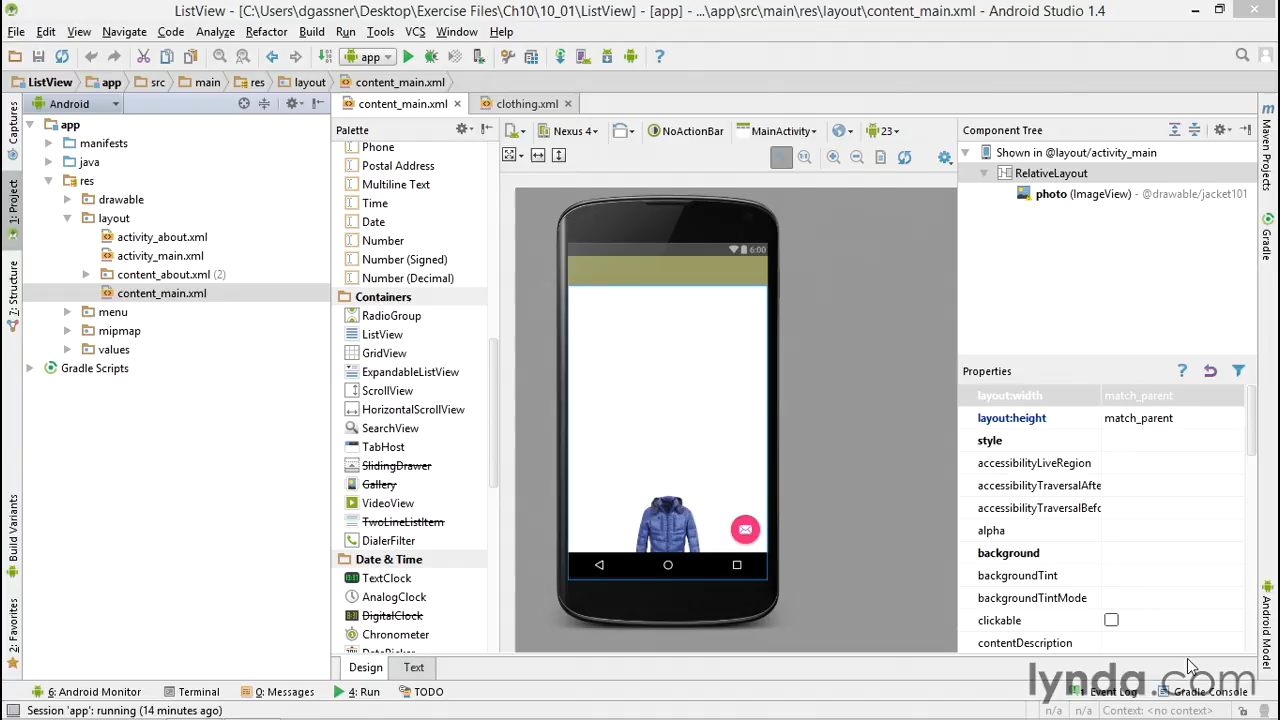 ListView - [C:\Users\dgassner\Desktop\Exercise Files\Ch10\10_01\ListView] - [app] - ...\app\src\main\res\layout\content_main.xml - Android Studio 1.4
File Edit View Navigate Code Analyze Refactor Build Run Tools VCS Window Help
app
ListView app src main res layout content_main.xml
Android
content_main.xml
clothing.xml
Captures
1: Project
7: Structure
Build Variants
2: Favorites
app
manifests
java
res
drawable
layout
activity_about.xml
activity_main.xml
content_about.xml (2)
content_main.xml
menu
mipmap
values
Gradle Scripts
Palette
Phone
Postal Address
Multiline Text
Time
Date
Number
Number (Signed)
Number (Decimal)
Containers
RadioGroup
ListView
GridView
ExpandableListView
ScrollView
HorizontalScrollView
SearchView
TabHost
SlidingDrawer
Gallery
VideoView
TwoLineListItem
DialerFilter
Date & Time
TextClock
AnalogClock
DigitalClock
Chronometer
DatePicker
Design Text
Nexus 4 NoActionBar MainActivity 23
6:00
Component Tree
Shown in @layout/activity_main
RelativeLayout
photo (ImageView) - @drawable/jacket101
Properties
layout:width match_parent
layout:height match_parent
style
accessibilityLiveRegion
accessibilityTraversalAfte
accessibilityTraversalBefo
alpha
background
backgroundTint
backgroundTintMode
clickable
contentDescription
m
Maven Projects
Gradle
Android Model
6: Android Monitor Terminal 0: Messages 4: Run TODO
1 Event Log Gradle Console
lynda.com
Session 'app': running (14 minutes ago)
n/a n/a Context: <no context>